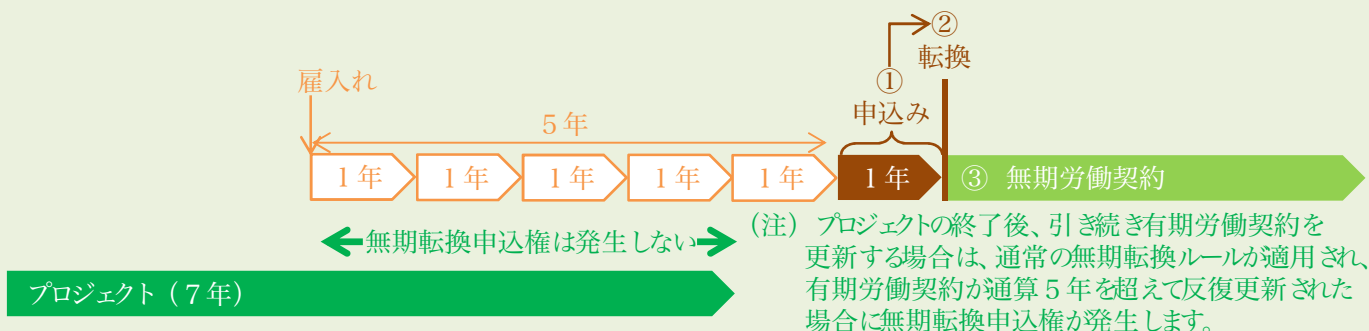 ②
転換
①
申込み
雇入れ
５年
１年
１年
１年
１年
１年
１年
③　無期労働契約
無期転換申込権は発生しない
プロジェクト（７年）
（注）プロジェクトの終了後、引き続き有期労働契約を
更新する場合は、通常の無期転換ルールが適用され、
有期労働契約が通算５年を超えて反復更新された
場合に無期転換申込権が発生します。